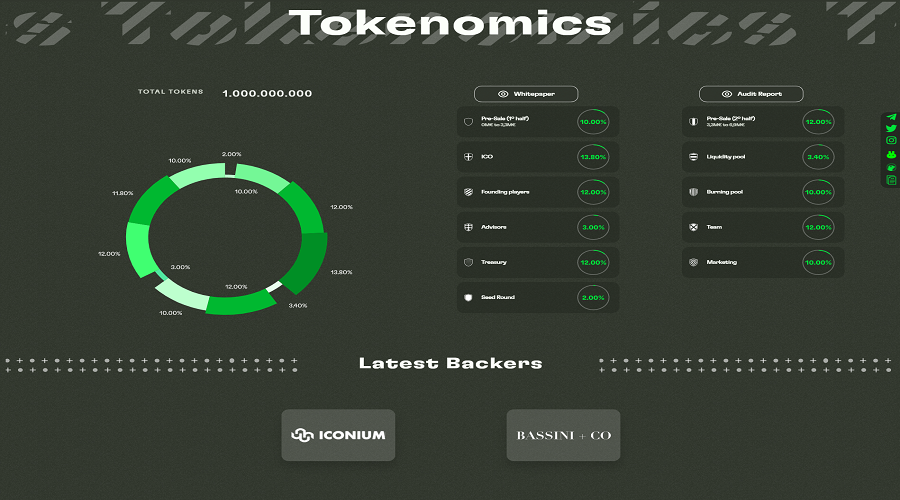 Tokenomics
TOTAL TOKENS 1.000.000.000
2.00%
10.00%
10.00%
11.80%
12.00%
12.00%
13.80%
3.00%
12.00%
3.40%
10.00%
Whitepaper
Pre-Sale (1º half)
10.00%
ICO
13.80%
Founding players
12.00%
Advisors
3.00%
Treasury
12.00%
Seed Round
2.00%
Audit Report
Pre-Sale (2º half)
12.00%
Liquidity pool
3.40%
Burning pool
10.00%
Team
12.00%
Marketing
10.00%
Latest Backers
ICONIUM
BASSINI + CO